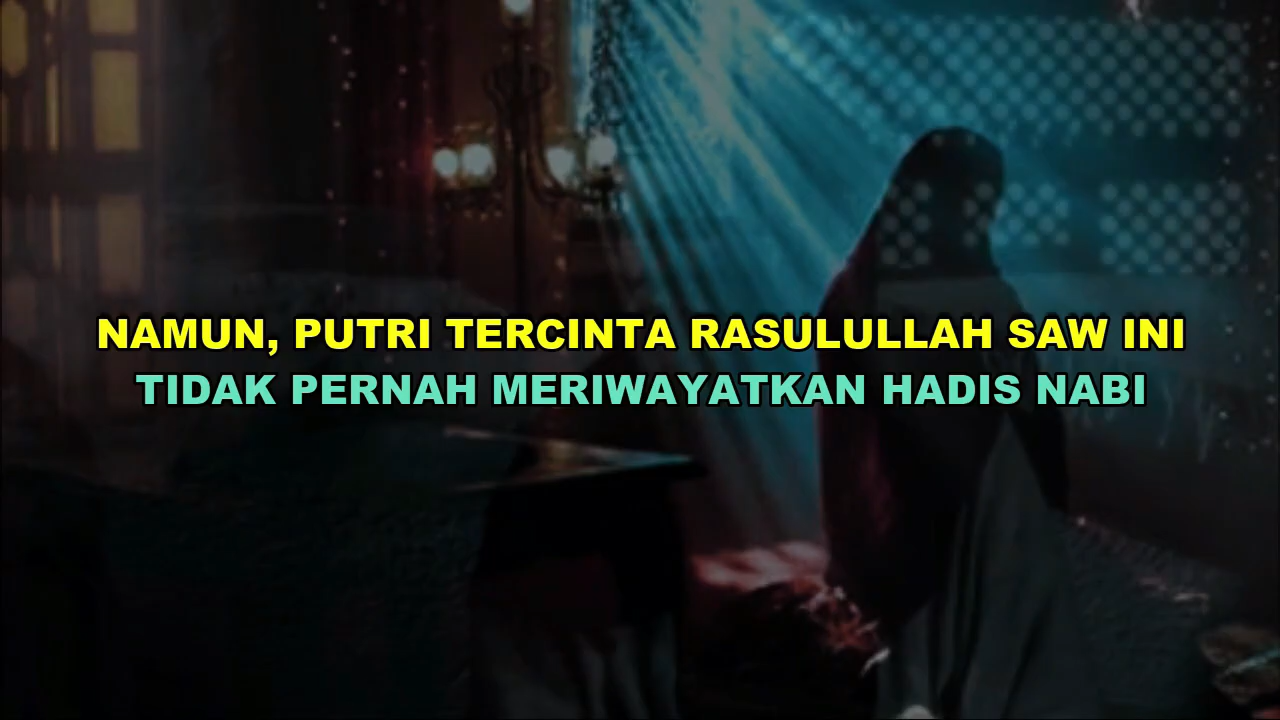 NAMUN, PUTRI TERCINTA RASULULLAH SAW INI
TIDAK PERNAH MERIWAYATKAN HADIS NABI